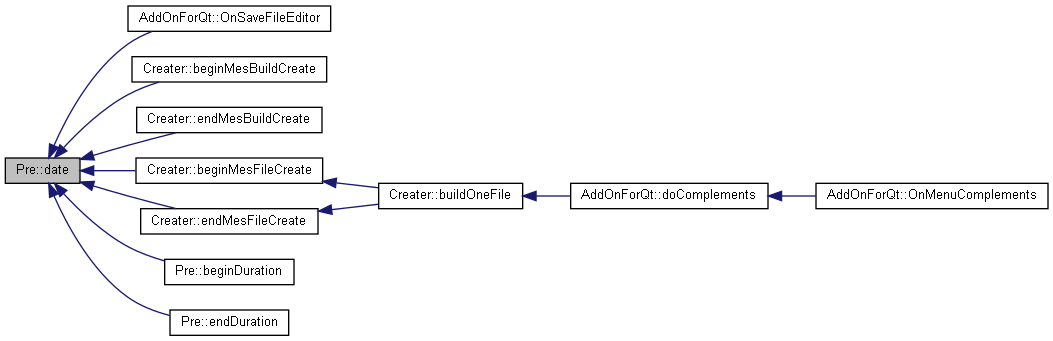 AddOnForQt::OnSaveFileEditor
Creater::beginMesBuildCreate
Creater::endMesBuildCreate
Pre::date
Creater::beginMesFileCreate
Creater::buildOneFile
AddOnForQt::doComplements
AddOnForQt::OnMenuComplements
Creater::endMesFileCreate
Pre::beginDuration
Pre::endDuration